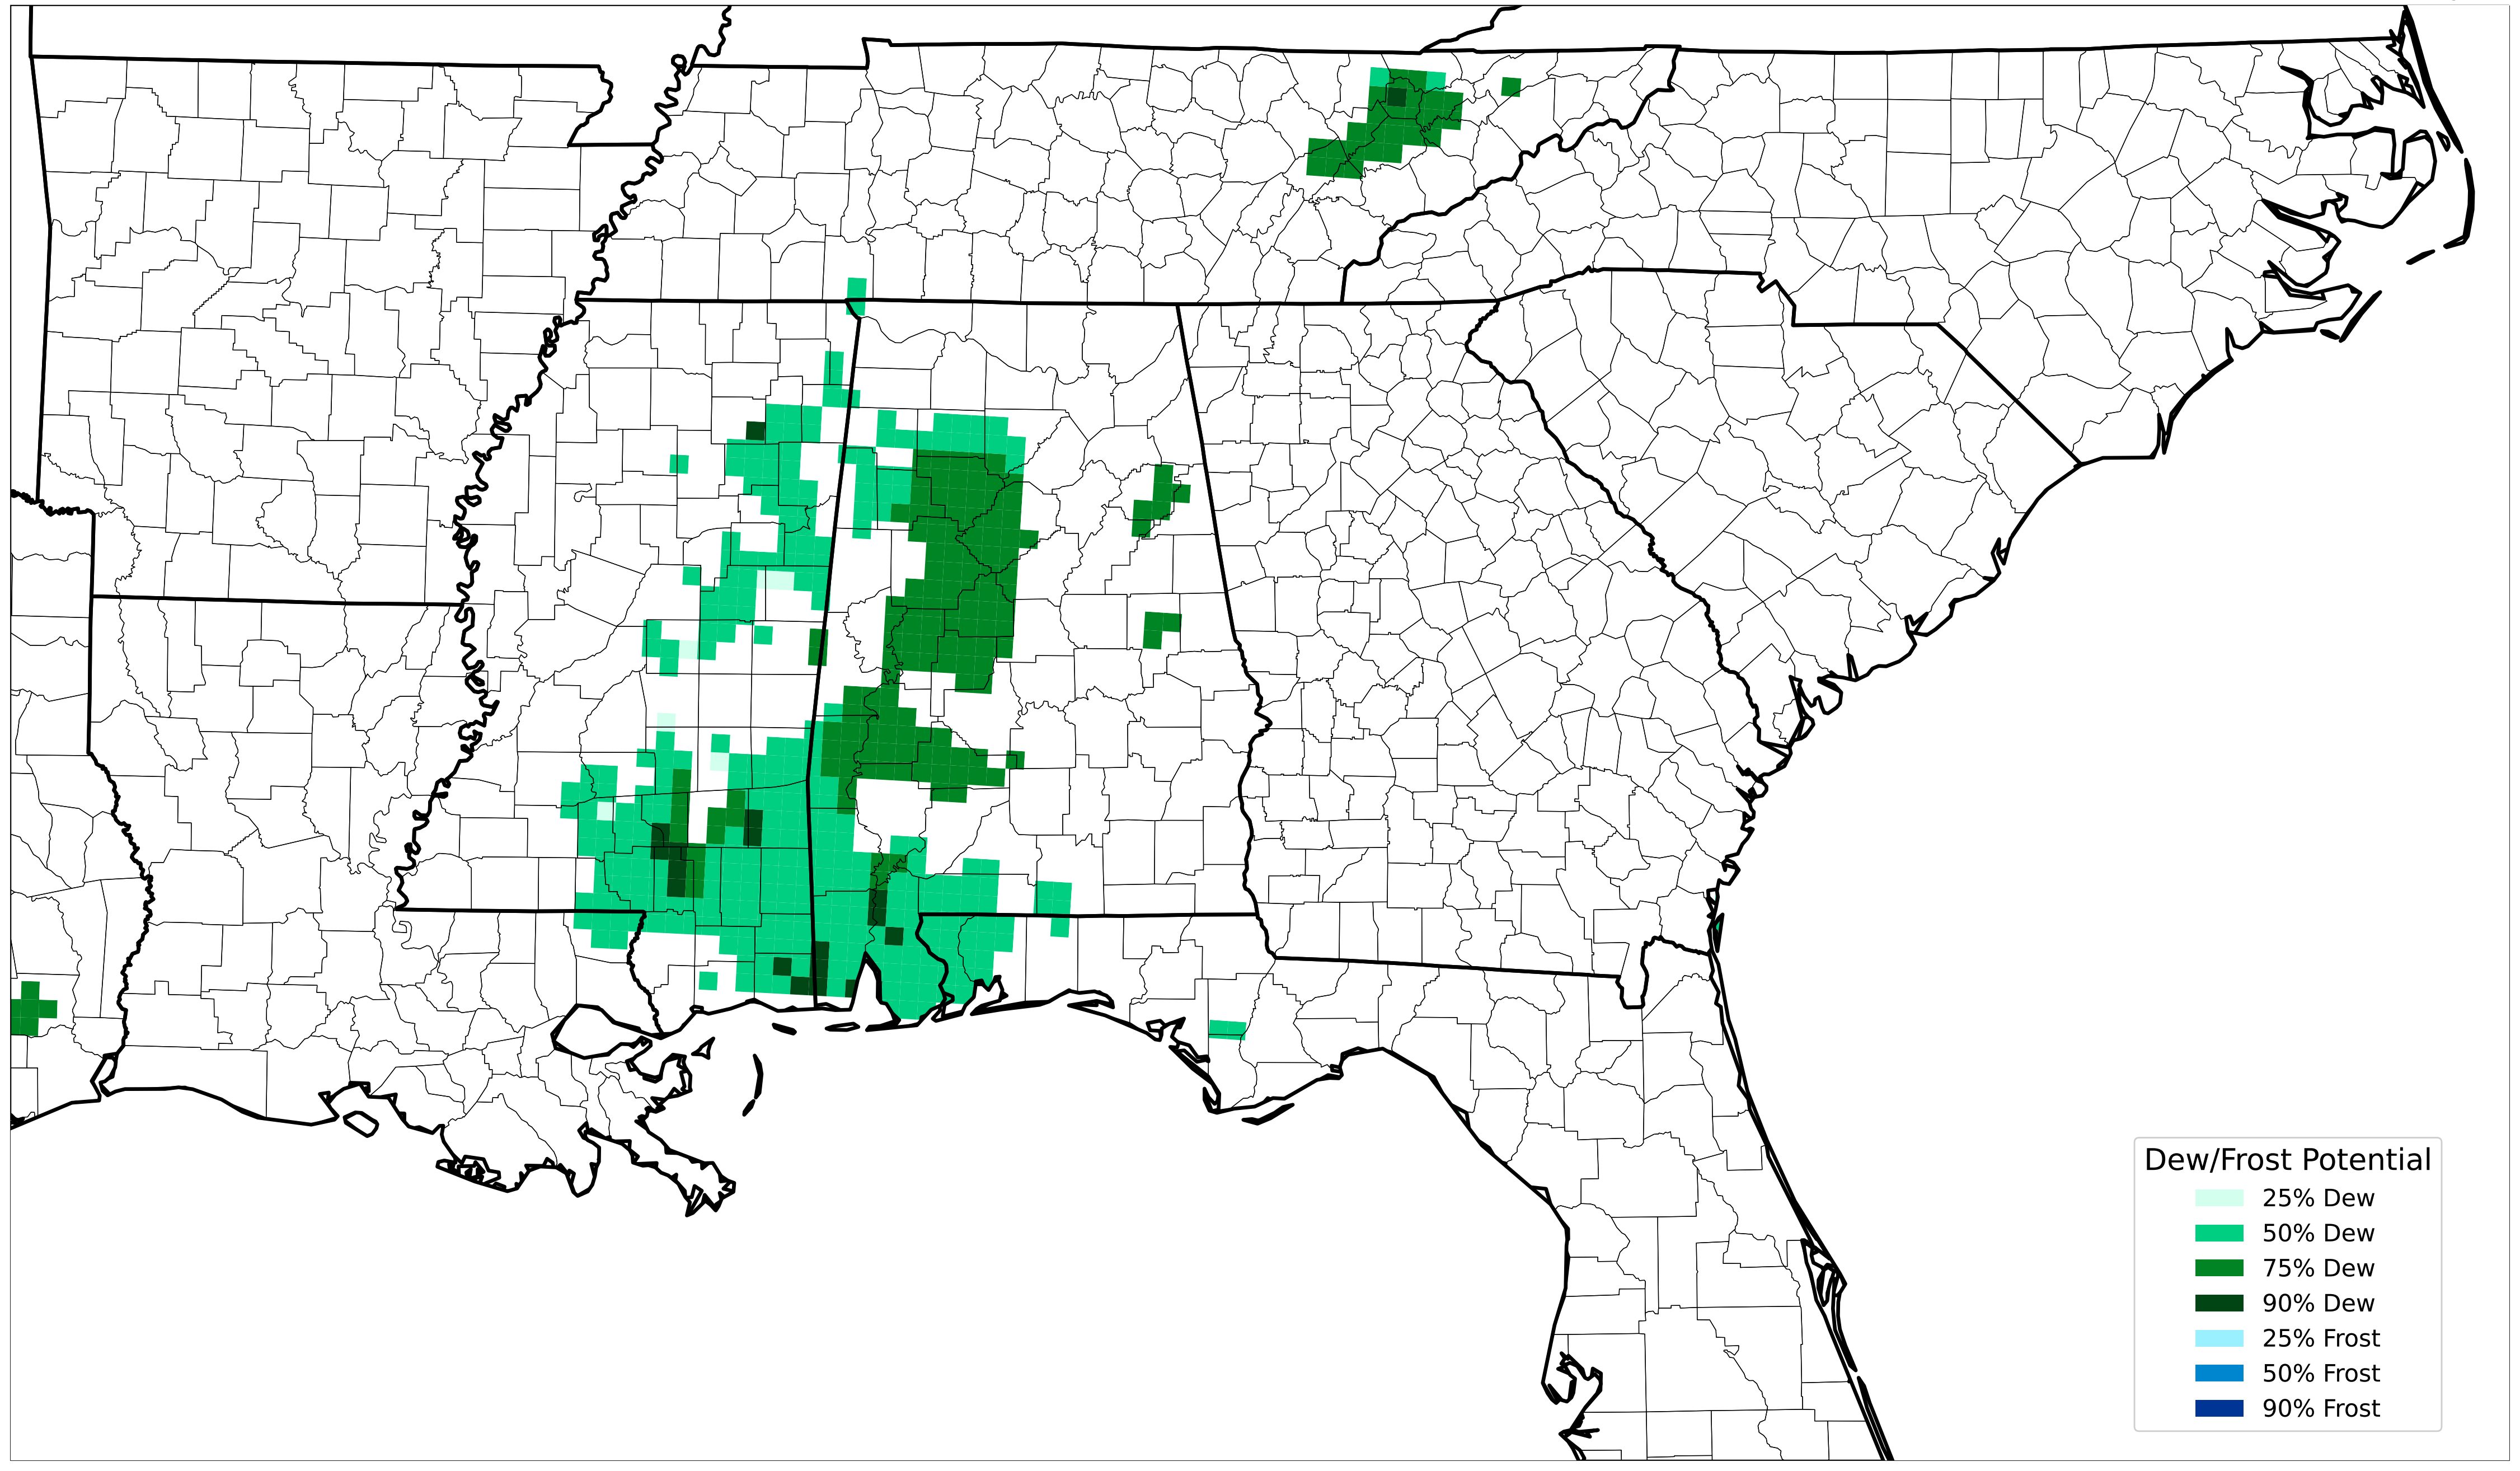 Dew/Frost Potential
25% Dew
50% Dew
75% Dew
90% Dew
25% Frost
50% Frost
90% Frost